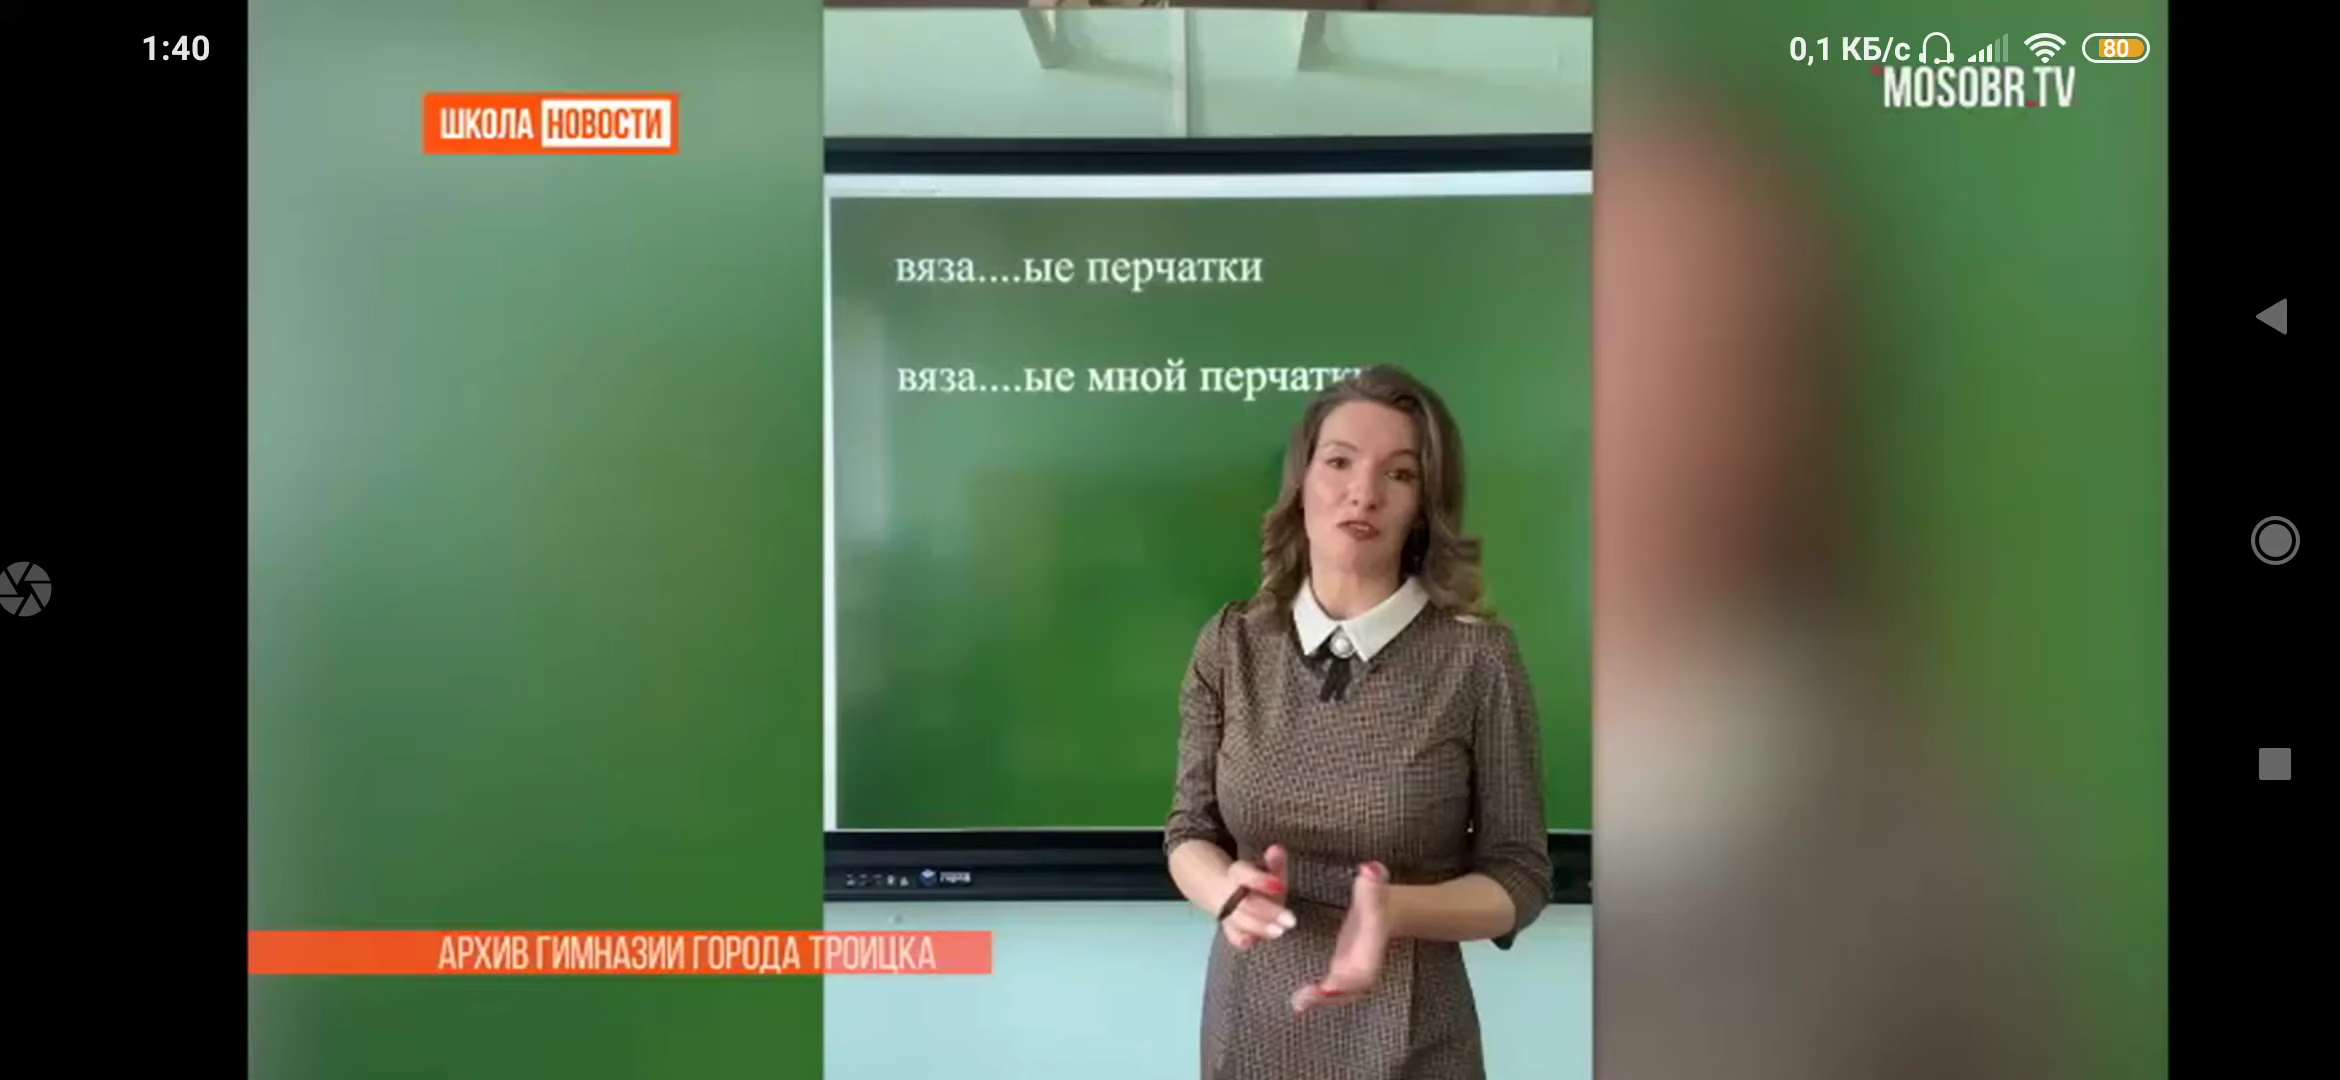 1:40
0,1 КБ/с
80
ШКОЛА НОВОСТИ
MOSOBR.TV
вяза....ые перчатки
вяза....ые мной перчатк
АРХИВ ГИМНАЗИИ ГОРОДА ТРОИЦКА